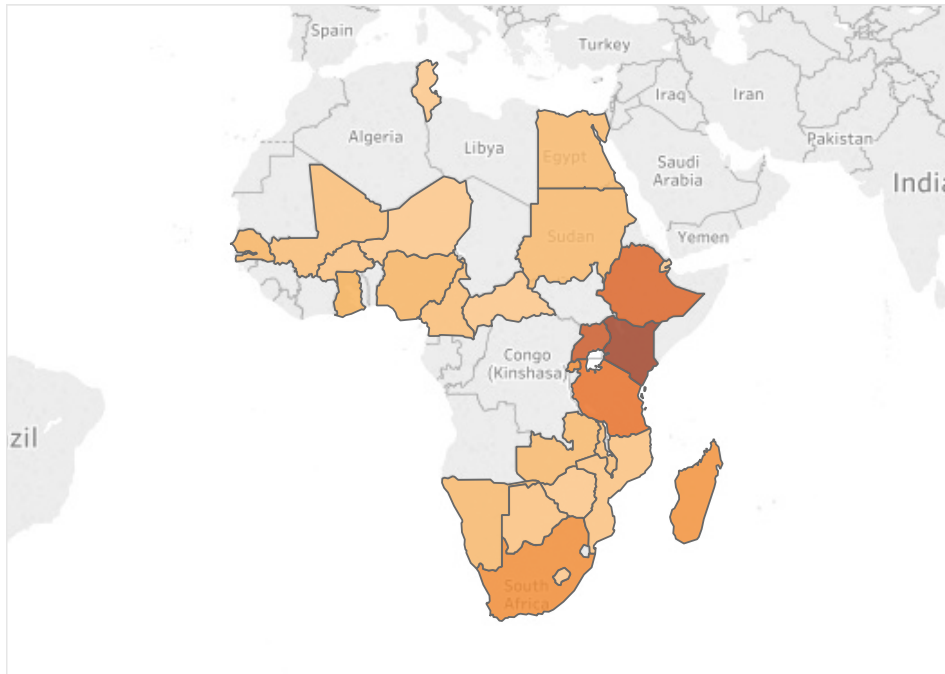 Spain
Turkey
Iraq
Iran
Algeria
Libya
Egypt
Pakistan
Saudi
Arabia
India
Sudan
Yemen
Congo
(Kinshasa)
zil
South
Africa